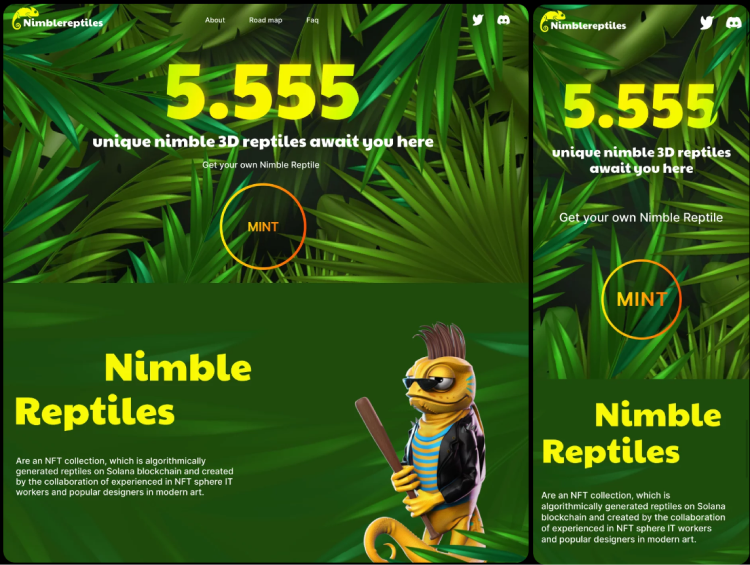 Nimblereptiles
About Road map Faq
5.555
unique nimble 3D reptiles await you here
Get your own Nimble Reptile
MINT
Nimble
Reptiles
Are an NFT collection, which is algorithmically
generated reptiles on Solana blockchain and created
by the collaboration of experienced in NFT sphere IT
workers and popular designers in modern art.
Nimblereptiles
5.555
unique nimble 3D reptiles
await you here
Get your own Nimble Reptile
MINT
Nimble
Reptiles
Are an NFT collection, which is
algorithmically generated reptiles on Solana
blockchain and created by the collaboration
of experienced in NFT sphere IT workers
and popular designers in modern art.